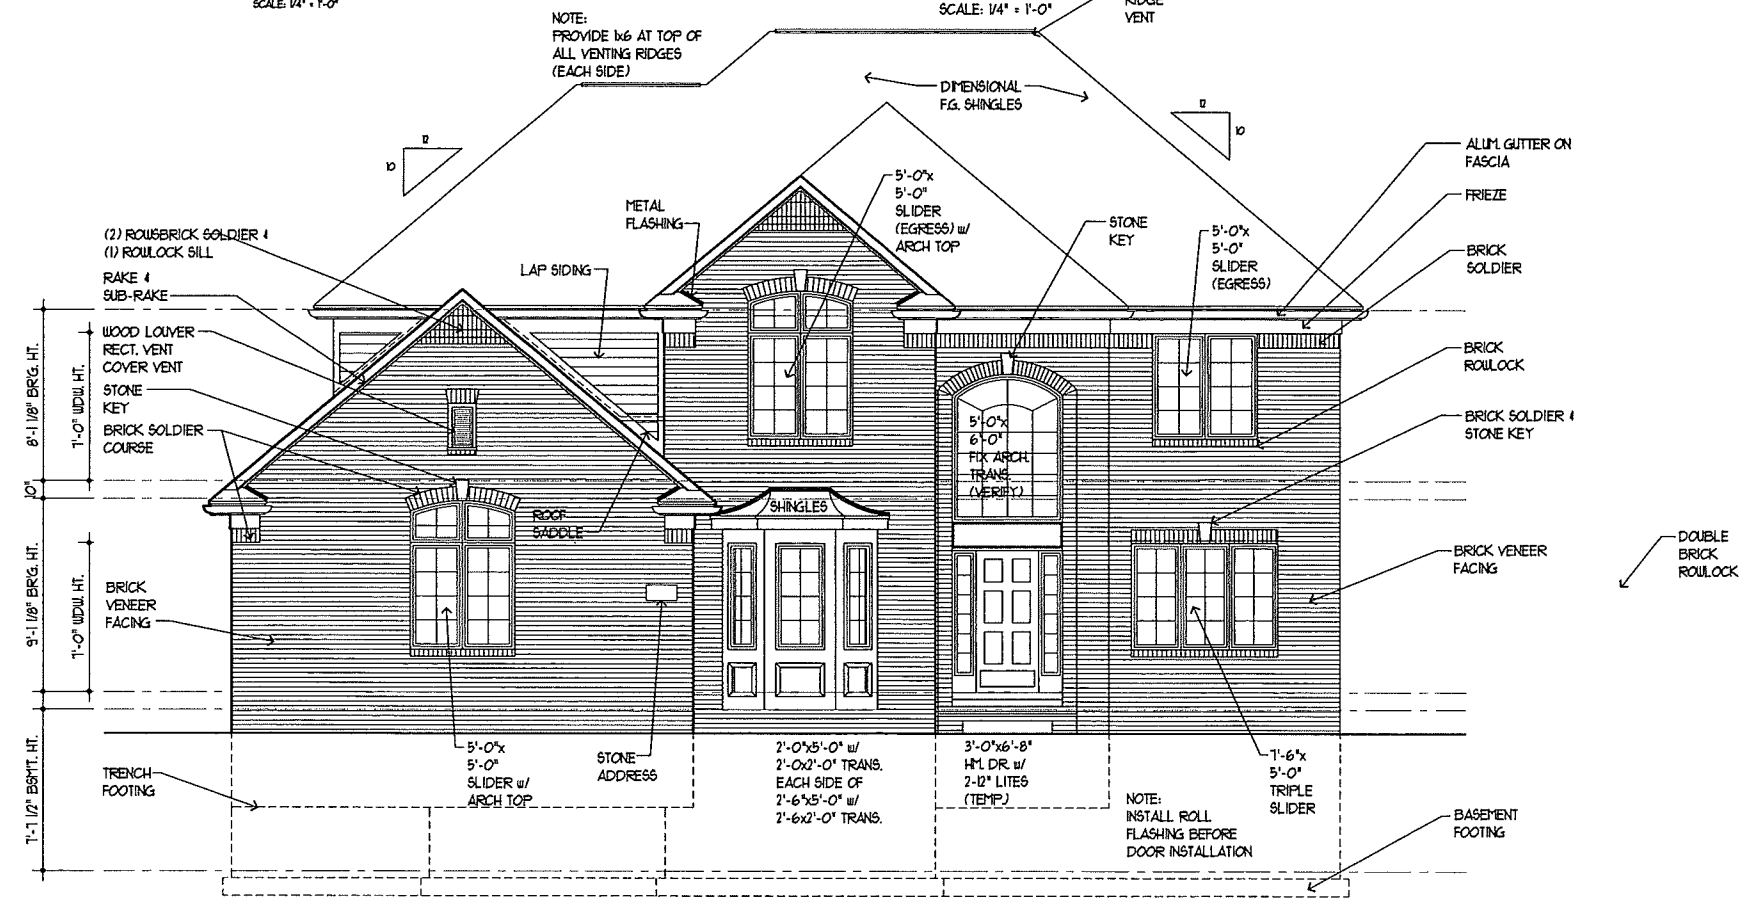 SCALE: 1/4" = 1'-0"
SCALE: 1/4" = 1'-0"
RIDGE
VENT
NOTE:
PROVIDE 1x6 AT TOP OF
ALL VENTING RIDGES
(EACH SIDE)
DIMENSIONAL
F.G. SHINGLES
12
10
12
10
ALUM. GUTTER ON
FASCIA
FRIEZE
BRICK
SOLDIER
5'-0"x
5'-0"
SLIDER
(EGRESS) w/
ARCH TOP
METAL
FLASHING
STONE
KEY
5'-0"x
5'-0"
SLIDER
(EGRESS)
(2) ROWSBRICK SOLDIER &
(1) ROWLOCK SILL
LAP SIDING
RAKE &
SUB-RAKE
WOOD LOUVER
RECT. VENT
COVER VENT
STONE
KEY
BRICK SOLDIER
COURSE
8'-1 1/8" BRG. HT.
7'-0" WDW. HT.
10"
9'-1 1/8" BRG. HT.
7'-0" WDW. HT.
7'-7 1/2" BSMT. HT.
BRICK
ROWLOCK
BRICK SOLDIER &
STONE KEY
5'-0"x
6'-0"
FIX ARCH.
TRANS.
(VERIFY)
SHINGLES
ROOF
SADDLE
DOUBLE
BRICK
ROWLOCK
BRICK VENEER
FACING
BRICK
VENEER
FACING
TRENCH
FOOTING
5'-0"x
5'-0"
SLIDER w/
ARCH TOP
STONE
ADDRESS
2'-0"x5'-0" w/
2'-0x2'-0" TRANS.
EACH SIDE OF
2'-6"x5'-0" w/
2'-6x2'-0" TRANS.
3'-0"x6'-8"
HM. DR. w/
2-12" LITES
(TEMP.)
7'-6"x
5'-0"
TRIPLE
SLIDER
NOTE:
INSTALL ROLL
FLASHING BEFORE
DOOR INSTALLATION
BASEMENT
FOOTING